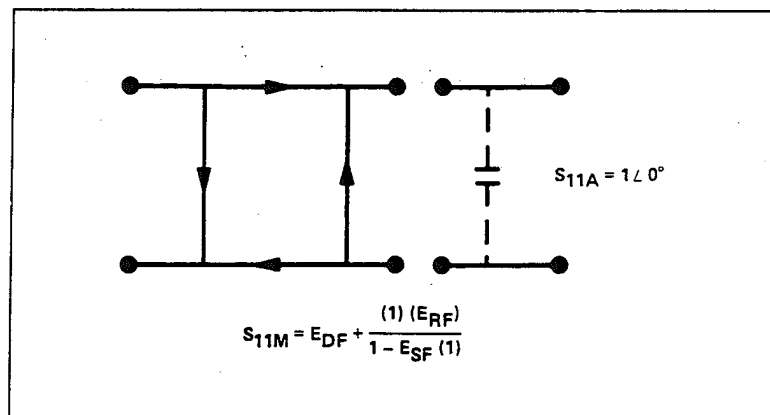 S11A = 1∠0°
S11M = EDF + (1) (ERF) / 1 – ESF (1)